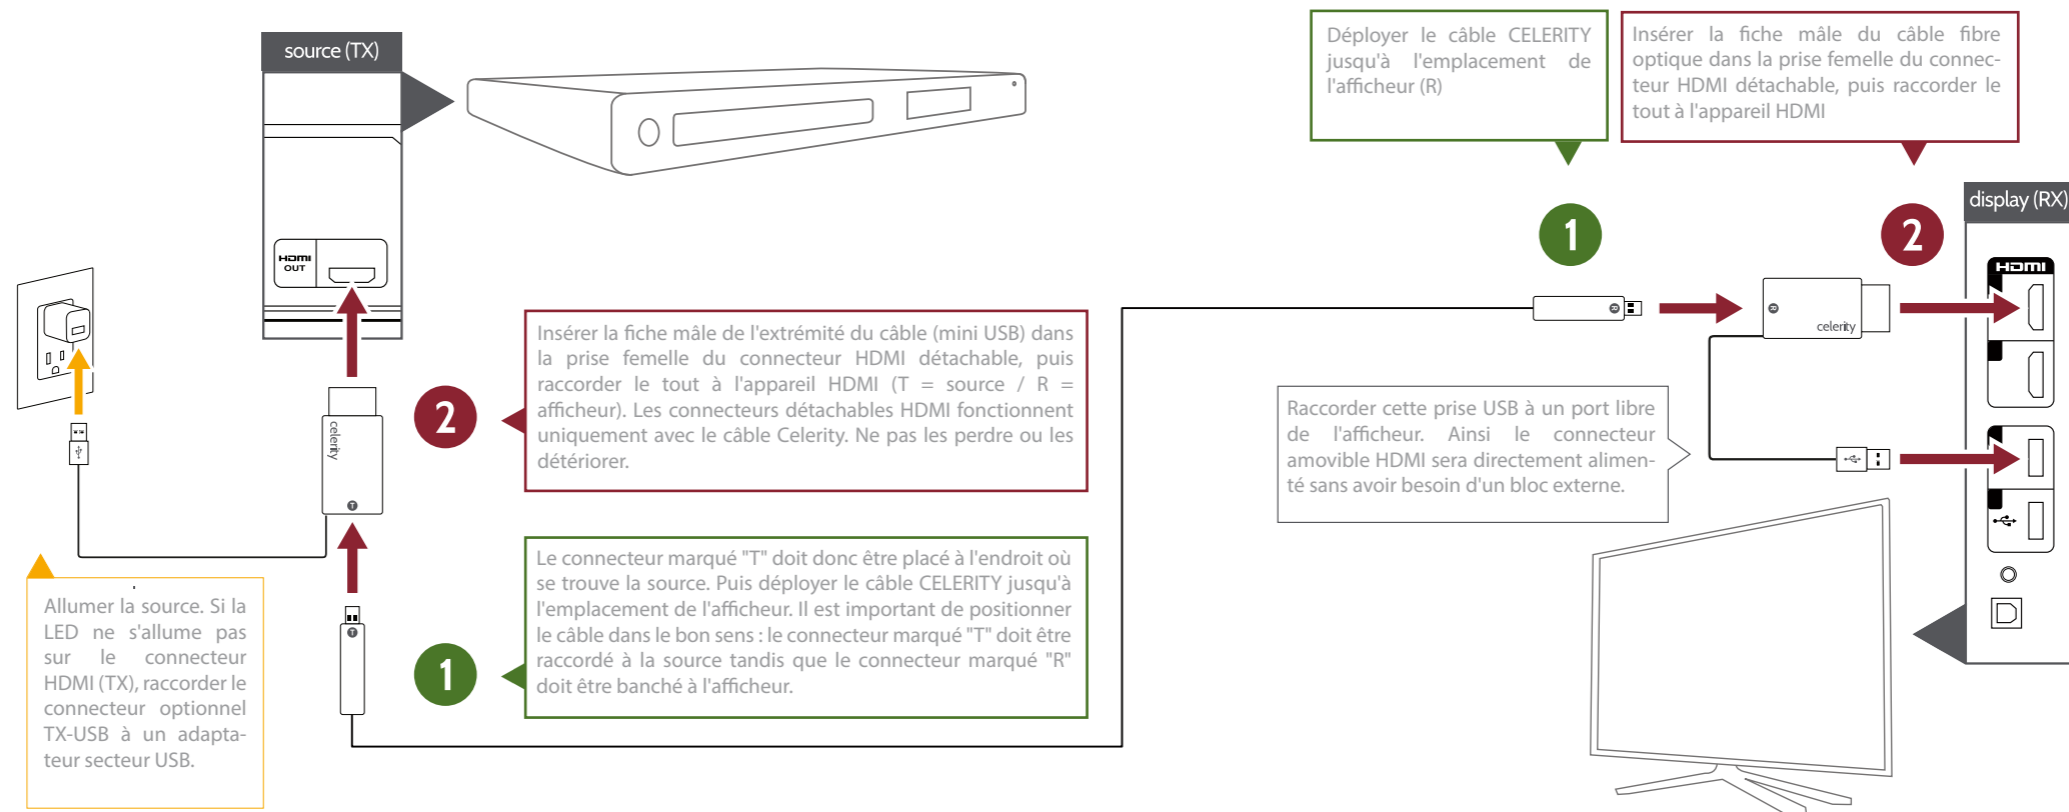 source (TX)
HDMI
OUT
celerity
T
T
Allumer la source. Si la
LED ne s'allume pas
sur le connecteur
HDMI (TX), raccorder le
connecteur optionnel
TX-USB à un adapta-
teur secteur USB.
2
Insérer la fiche mâle de l'extrémité du câble (mini USB) dans
la prise femelle du connecteur HDMI détachable, puis
raccorder le tout à l'appareil HDMI (T = source / R =
afficheur). Les connecteurs détachables HDMI fonctionnent
uniquement avec le câble Celerity. Ne pas les perdre ou les
détériorer.
1
Le connecteur marqué "T" doit donc être placé à l'endroit où
se trouve la source. Puis déployer le câble CELERITY jusqu'à
l'emplacement de l'afficheur. Il est important de positionner
le câble dans le bon sens : le connecteur marqué "T" doit être
raccordé à la source tandis que le connecteur marqué "R"
doit être banché à l'afficheur.
Déployer le câble CELERITY
jusqu'à l'emplacement de
l'afficheur (R)
1
Insérer la fiche mâle du câble fibre
optique dans la prise femelle du connec-
teur HDMI détachable, puis raccorder le
tout à l'appareil HDMI
2
display (RX)
HDMI
R
R
celerity
Raccorder cette prise USB à un port libre
de l'afficheur. Ainsi le connecteur
amovible HDMI sera directement alimen-
té sans avoir besoin d'un bloc externe.